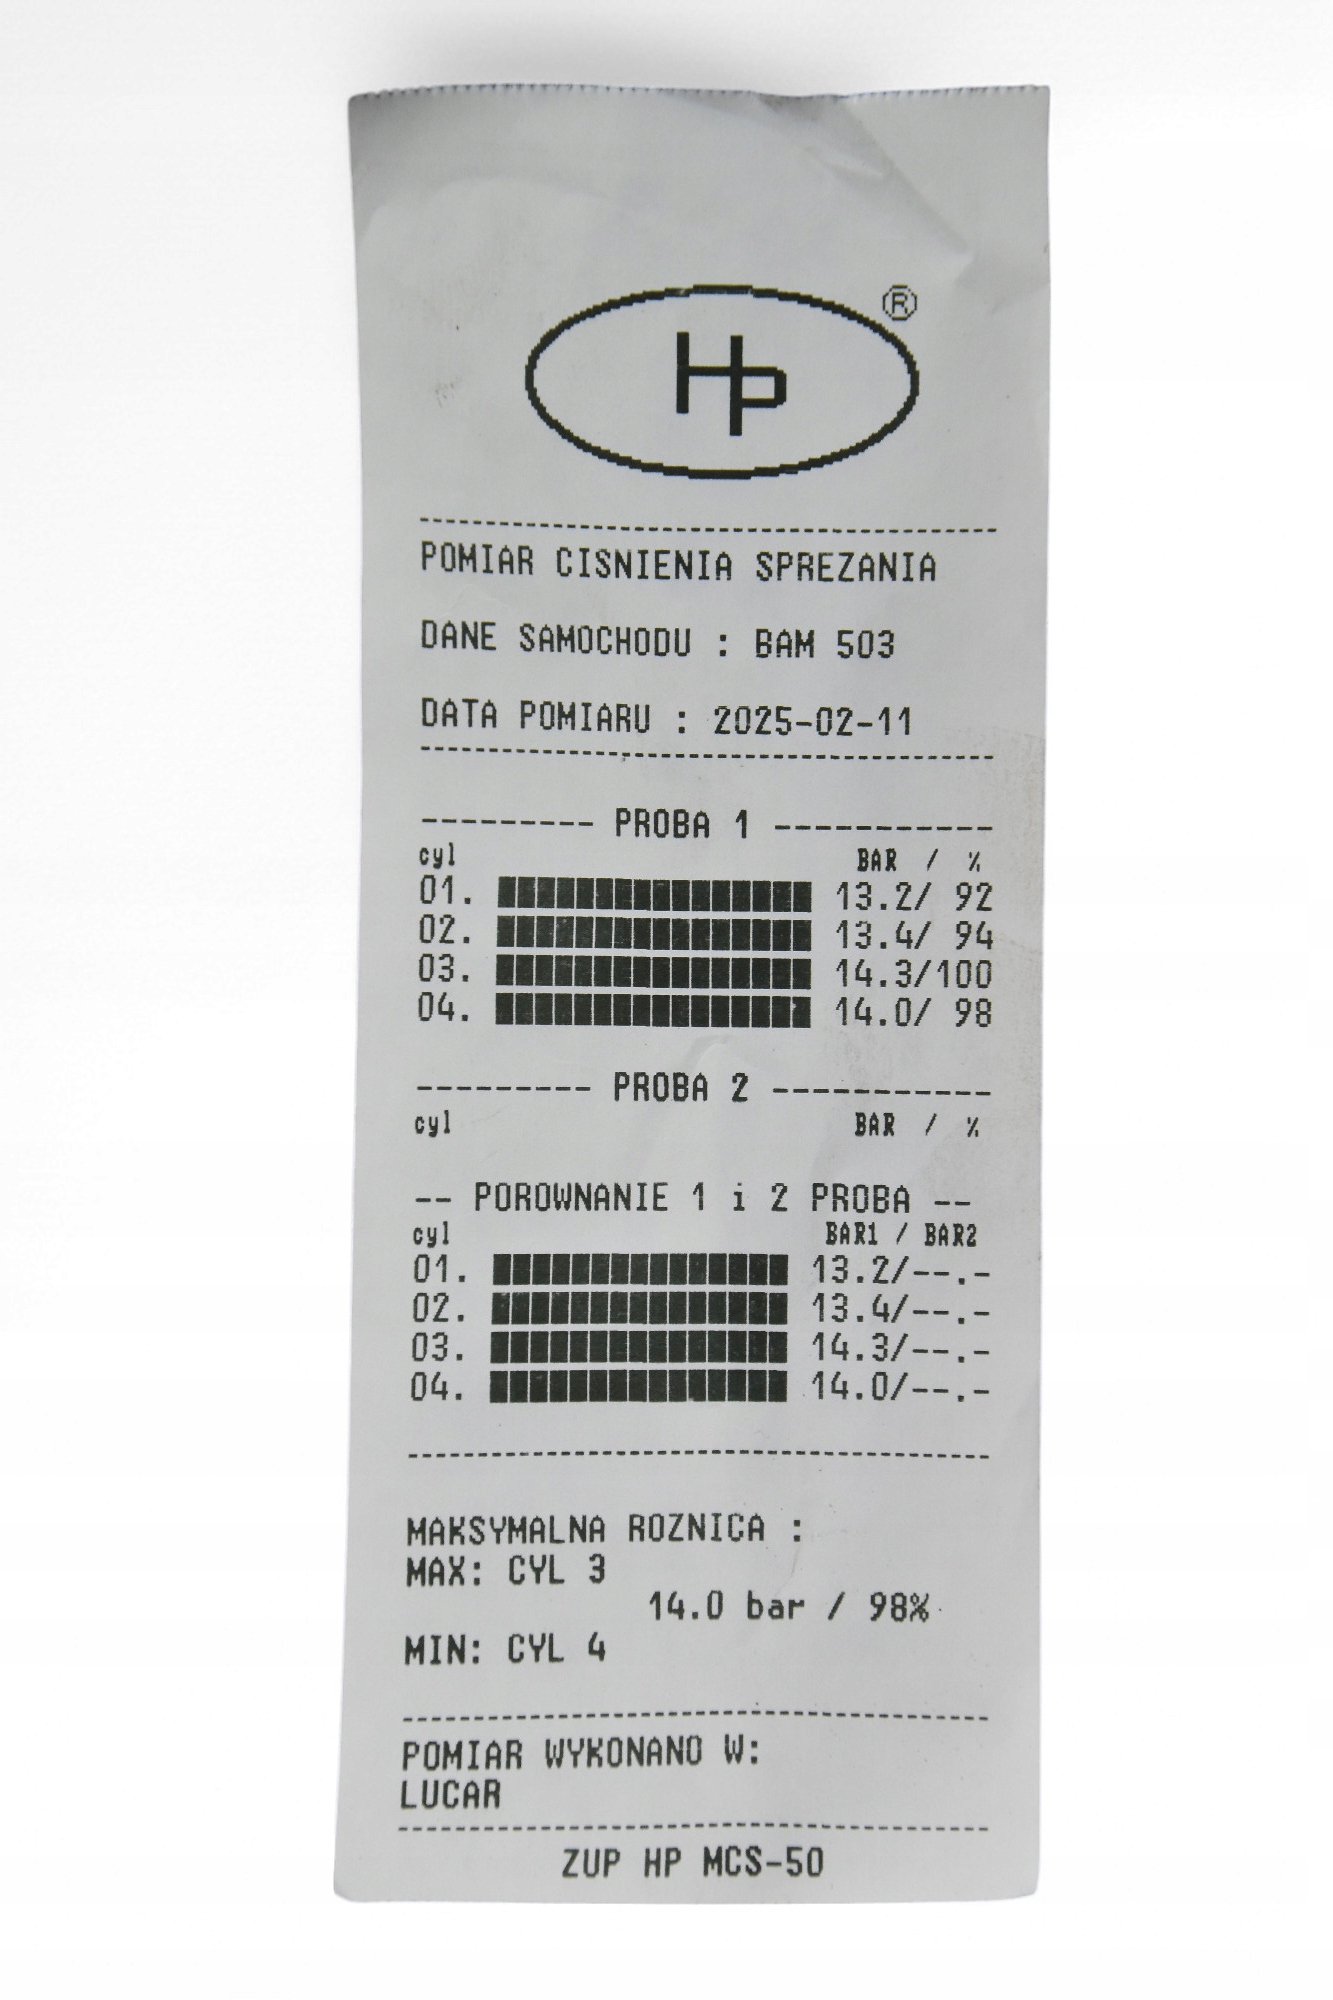 ®
HP
POMIAR CISNIENIA SPREZANIA
DANE SAMOCHODU : BAM 503
DATA POMIARU : 2025-02-11
--------- PROBA 1 -----------
cyl BAR / %
01. 13.2/ 92
02. 13.4/ 94
03. 14.3/100
04. 14.0/ 98
--------- PROBA 2 -----------
cyl BAR / %
-- POROWNANIE 1 i 2 PROBA --
cyl BAR1 / BAR2
01. 13.2/--.-
02. 13.4/--.-
03. 14.3/--.-
04. 14.0/--.-
MAKSYMALNA ROZNICA :
MAX: CYL 3
14.0 bar / 98%
MIN: CYL 4
POMIAR WYKONANO W:
LUCAR
ZUP HP MCS-50